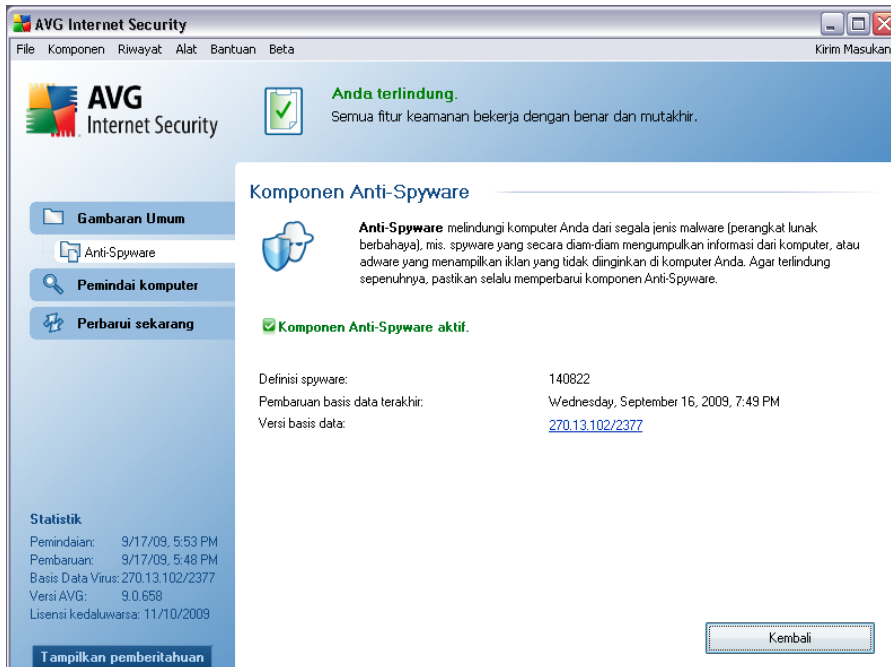 AVG Internet Security
File Komponen Riwayat Alat Bantuan Beta Kirim Masukan
AVG
Internet Security
Anda terlindung.
Semua fitur keamanan bekerja dengan benar dan mutakhir.
Gambaran Umum
Anti-Spyware
Pemindai komputer
Perbarui sekarang
Komponen Anti-Spyware
Anti-Spyware melindungi komputer Anda dari segala jenis malware (perangkat lunak
berbahaya), mis. spyware yang secara diam-diam mengumpulkan informasi dari komputer, atau
adware yang menampilkan iklan yang tidak diinginkan di komputer Anda. Agar terlindung
sepenuhnya, pastikan selalu memperbarui komponen Anti-Spyware.
Komponen Anti-Spyware aktif.
Definisi spyware: 140822
Pembaruan basis data terakhir: Wednesday, September 16, 2009, 7:49 PM
Versi basis data: 270.13.102/2377
Statistik
Pemindaian: 9/17/09, 5:53 PM
Pembaruan: 9/17/09, 5:48 PM
Basis Data Virus: 270.13.102/2377
Versi AVG: 9.0.658
Lisensi kedaluwarsa: 11/10/2009
Tampilkan pemberitahuan
Kembali